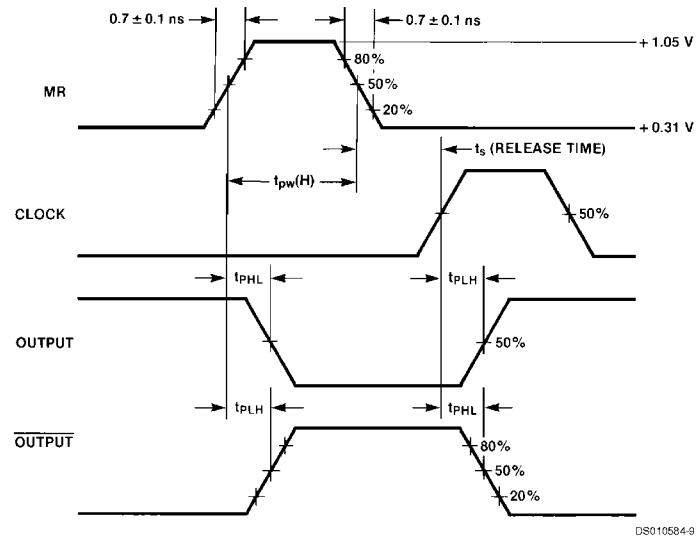 0.7 ± 0.1 ns
0.7 ± 0.1 ns
+ 1.05 V
80%
MR
50%
20%
+ 0.31 V
ts (RELEASE TIME)
tpw(H)
CLOCK
50%
tPHL
tPLH
OUTPUT
50%
tPLH
tPHL
OUTPUT
80%
50%
20%
DS010584-9